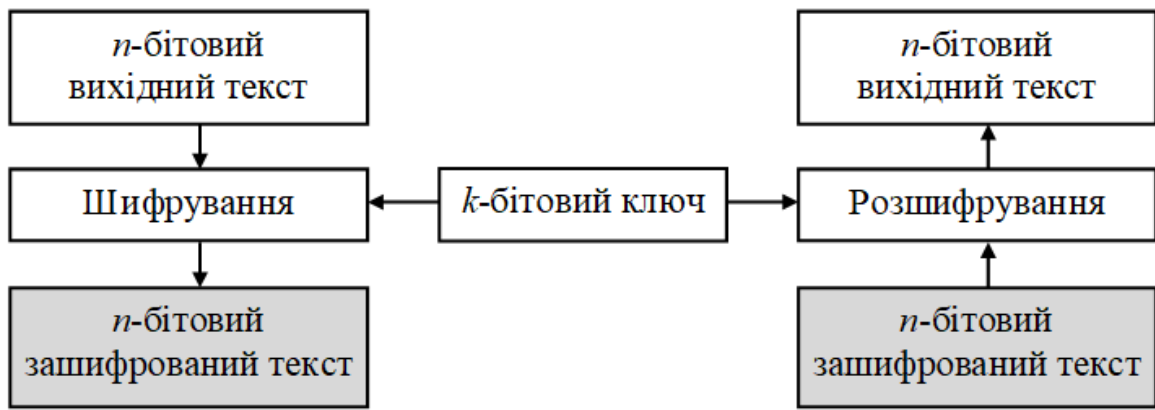 n-бітовий
вихідний текст
n-бітовий
вихідний текст
Шифрування
k-бітовий ключ
Розшифрування
n-бітовий
зашифрований текст
n-бітовий
зашифрований текст